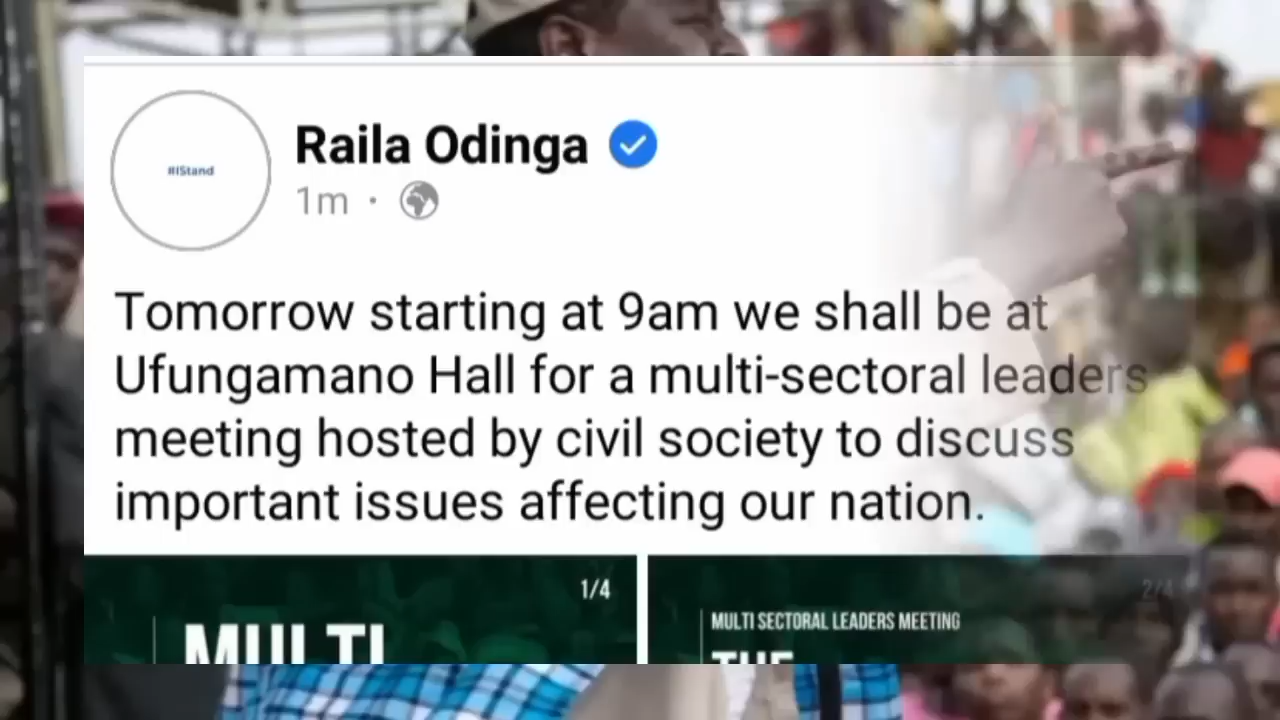 #IStand
Raila Odinga
1m
Tomorrow starting at 9am we shall be at
Ufungamano Hall for a multi-sectoral leaders
meeting hosted by civil society to discuss
important issues affecting our nation.
1/4
2/4
MULTI
MULTI SECTORAL LEADERS MEETING
THE